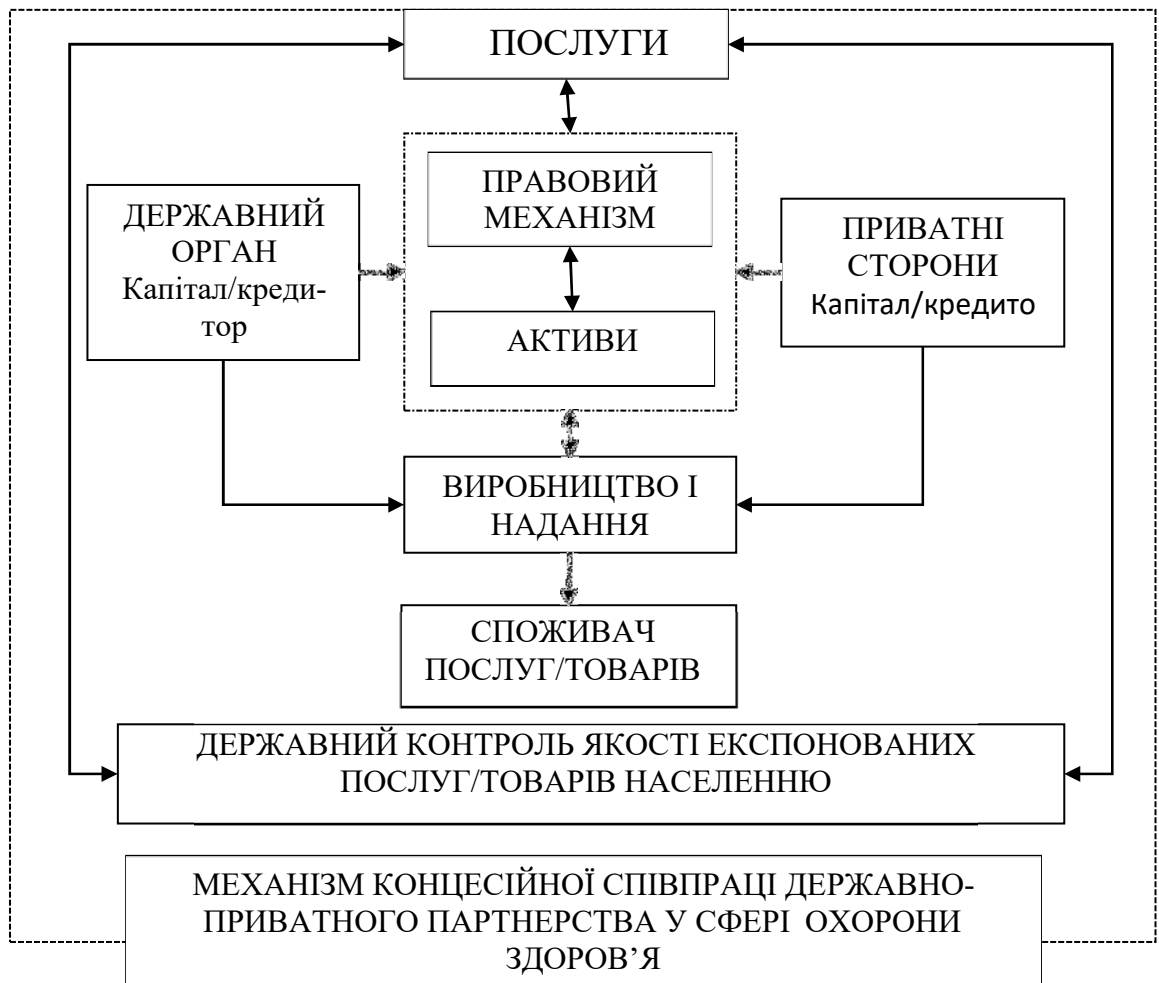 ПОСЛУГИ
ПРАВОВИЙ
МЕХАНІЗМ
ДЕРЖАВНИЙ
ОРГАН
Капітал/креди-
тор
ПРИВАТНІ
СТОРОНИ
Капітал/кредито
АКТИВИ
ВИРОБНИЦТВО І
НАДАННЯ
СПОЖИВАЧ
ПОСЛУГ/ТОВАРІВ
ДЕРЖАВНИЙ КОНТРОЛЬ ЯКОСТІ ЕКСПОНОВАНИХ
ПОСЛУГ/ТОВАРІВ НАСЕЛЕННЮ
МЕХАНІЗМ КОНЦЕСІЙНОЇ СПІВПРАЦІ ДЕРЖАВНО-
ПРИВАТНОГО ПАРТНЕРСТВА У СФЕРІ ОХОРОНИ
ЗДОРОВ’Я